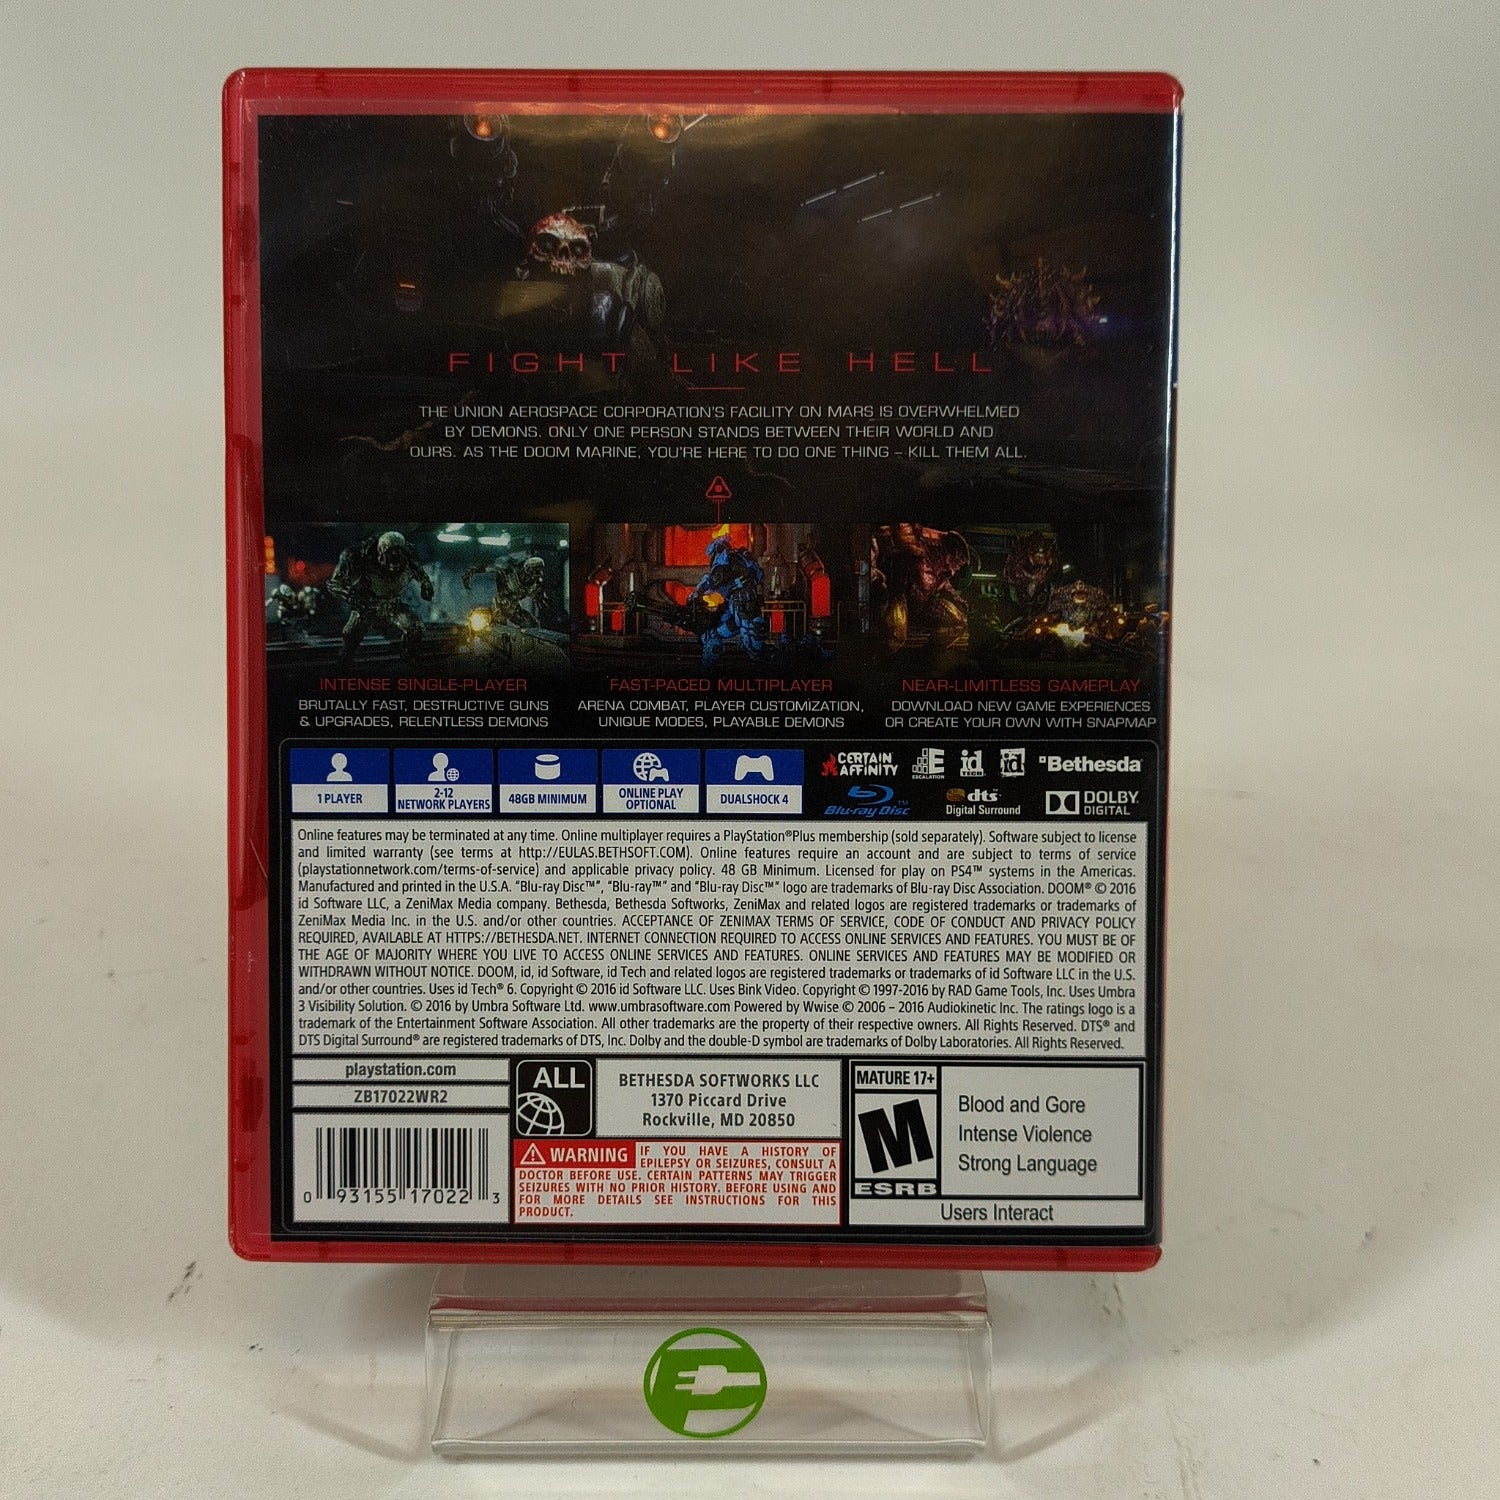 FIGHT LIKE HELL
THE UNION AEROSPACE CORPORATION'S FACILITY ON MARS IS OVERWHELMED
BY DEMONS. ONLY ONE PERSON STANDS BETWEEN THEIR WORLD AND
OURS. AS THE DOOM MARINE, YOU'RE HERE TO DO ONE THING – KILL THEM ALL.
INTENSE SINGLE-PLAYER
BRUTALLY FAST, DESTRUCTIVE GUNS
& UPGRADES, RELENTLESS DEMONS
FAST-PACED MULTIPLAYER
ARENA COMBAT, PLAYER CUSTOMIZATION,
UNIQUE MODES, PLAYABLE DEMONS
NEAR-LIMITLESS GAMEPLAY
DOWNLOAD NEW GAME EXPERIENCES
OR CREATE YOUR OWN WITH SNAPMAP
1 PLAYER
2-12
NETWORK PLAYERS
48GB MINIMUM
ONLINE PLAY
OPTIONAL
DUALSHOCK 4
CERTAIN
AFFINITY
E
ESCALATION
id
TECH
id
Bethesda
Blu-ray Disc™
dts
Digital Surround
DOLBY
DIGITAL
Online features may be terminated at any time. Online multiplayer requires a PlayStation®Plus membership (sold separately). Software subject to license
and limited warranty (see terms at http://EULAS.BETHSOFT.COM). Online features require an account and are subject to terms of service
(playstationnetwork.com/terms-of-service) and applicable privacy policy. 48 GB Minimum. Licensed for play on PS4™ systems in the Americas.
Manufactured and printed in the U.S.A. "Blu-ray Disc™", "Blu-ray™" and "Blu-ray Disc™" logo are trademarks of Blu-ray Disc Association. DOOM® © 2016
id Software LLC, a ZeniMax Media company. Bethesda, Bethesda Softworks, ZeniMax and related logos are registered trademarks or trademarks of
ZeniMax Media Inc. in the U.S. and/or other countries. ACCEPTANCE OF ZENIMAX TERMS OF SERVICE, CODE OF CONDUCT AND PRIVACY POLICY
REQUIRED, AVAILABLE AT HTTPS://BETHESDA.NET. INTERNET CONNECTION REQUIRED TO ACCESS ONLINE SERVICES AND FEATURES. YOU MUST BE OF
THE AGE OF MAJORITY WHERE YOU LIVE TO ACCESS ONLINE SERVICES AND FEATURES. ONLINE SERVICES AND FEATURES MAY BE MODIFIED OR
WITHDRAWN WITHOUT NOTICE. DOOM, id, id Software, id Tech and related logos are registered trademarks or trademarks of id Software LLC in the U.S.
and/or other countries. Uses id Tech® 6. Copyright © 2016 id Software LLC. Uses Bink Video. Copyright © 1997-2016 by RAD Game Tools, Inc. Uses Umbra
3 Visibility Solution. © 2016 by Umbra Software Ltd. www.umbrasoftware.com Powered by Wwise © 2006 – 2016 Audiokinetic Inc. The ratings logo is a
trademark of the Entertainment Software Association. All other trademarks are the property of their respective owners. All Rights Reserved. DTS® and
DTS Digital Surround® are registered trademarks of DTS, Inc. Dolby and the double-D symbol are trademarks of Dolby Laboratories. All Rights Reserved.
playstation.com
ZB17022WR2
0 93155 17022 3
ALL
BETHESDA SOFTWORKS LLC
1370 Piccard Drive
Rockville, MD 20850
WARNING IF YOU HAVE A HISTORY OF
EPILEPSY OR SEIZURES, CONSULT A
DOCTOR BEFORE USE. CERTAIN PATTERNS MAY TRIGGER
SEIZURES WITH NO PRIOR HISTORY. BEFORE USING AND
FOR MORE DETAILS SEE INSTRUCTIONS FOR THIS
PRODUCT.
MATURE 17+
M
ESRB
Blood and Gore
Intense Violence
Strong Language
Users Interact